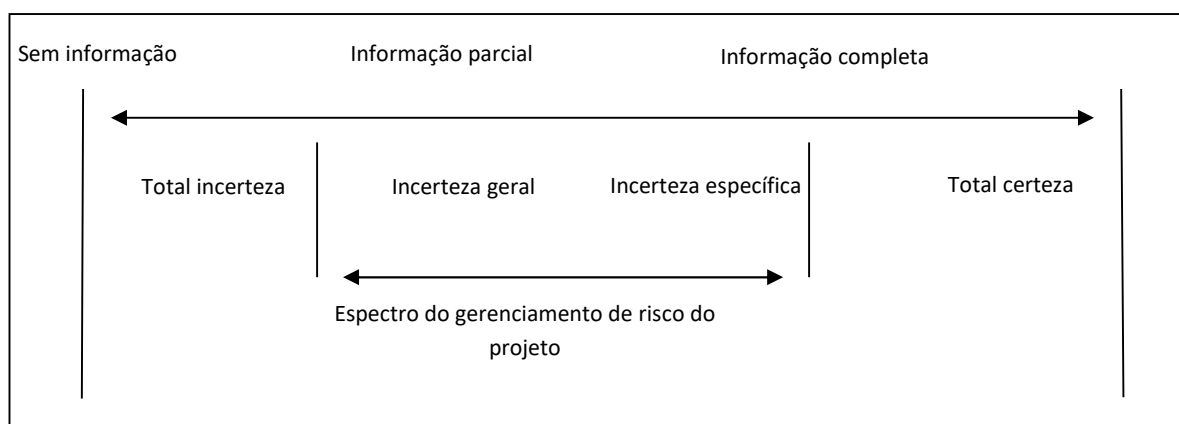 Sem informação Informação parcial Informação completa
Total incerteza Incerteza geral Incerteza específica Total certeza
Espectro do gerenciamento de risco do
projeto